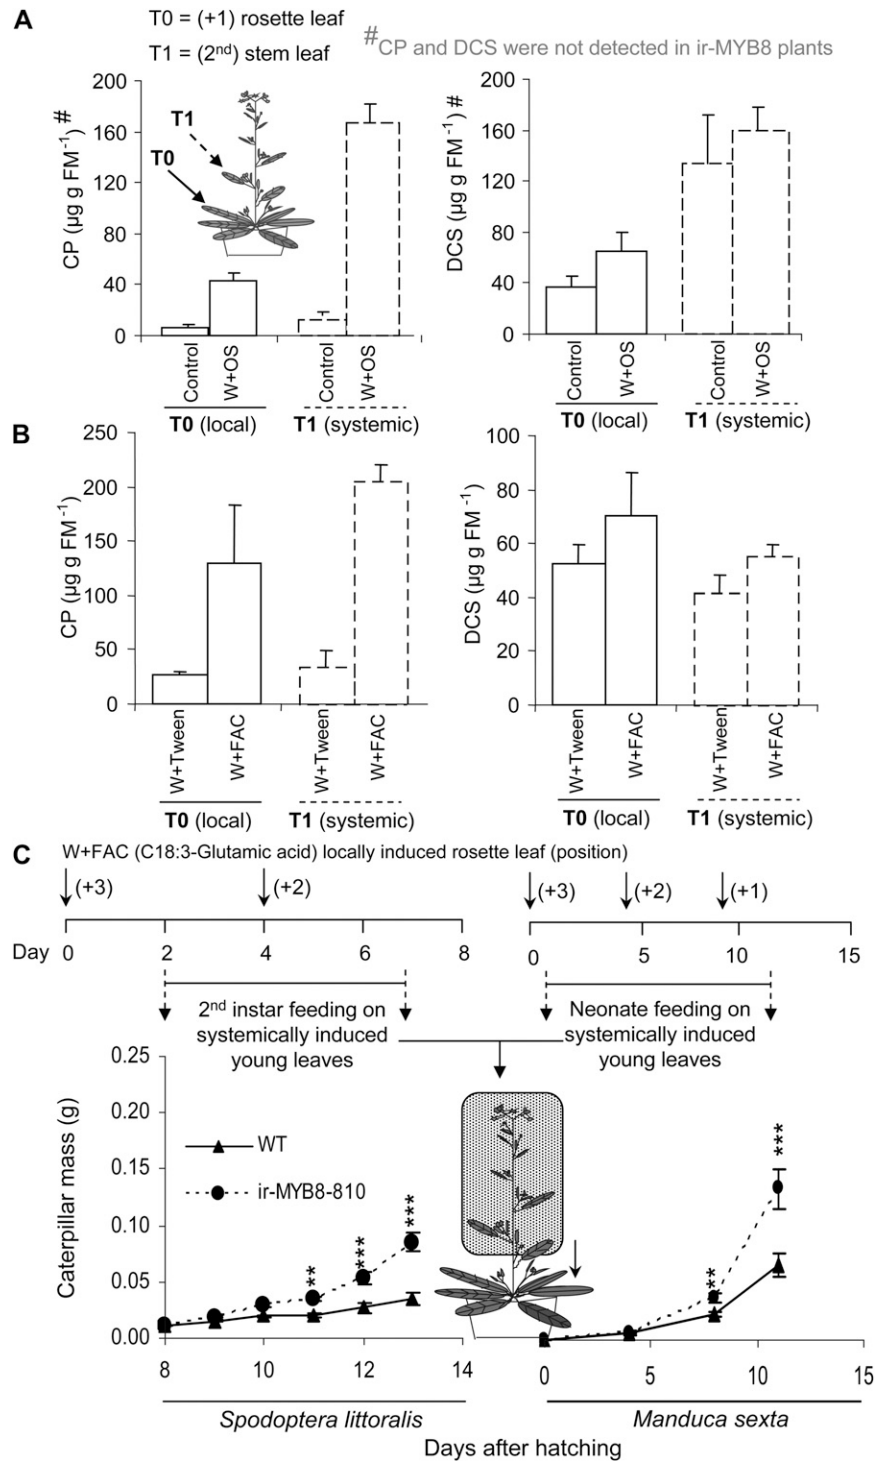 A
T0 = (+1) rosette leaf
T1 = (2nd) stem leaf
#CP and DCS were not detected in ir-MYB8 plants
CP (µg g FM-1) #
200
160
120
80
40
0
T1
T0
Control
W+OS
Control
W+OS
T0 (local)
T1 (systemic)
DCS (µg g FM-1) #
200
160
120
80
40
0
Control
W+OS
Control
W+OS
T0 (local)
T1 (systemic)
B
CP (µg g FM-1)
250
200
150
100
50
0
W+Tween
W+FAC
W+Tween
W+FAC
T0 (local)
T1 (systemic)
DCS (µg g FM-1)
100
80
60
40
20
0
W+Tween
W+FAC
W+Tween
W+FAC
T0 (local)
T1 (systemic)
C
W+FAC (C18:3-Glutamic acid) locally induced rosette leaf (position)
(+3)
(+2)
(+3)
(+2)
(+1)
Day 0 2 4 6 8
0 5 10 15
2nd instar feeding on
systemically induced
young leaves
Neonate feeding on
systemically induced
young leaves
Caterpillar mass (g)
0.25
0.20
0.15
0.10
0.05
0.00
WT
ir-MYB8-810
**
***
***
**
***
8 10 12 14
0 5 10 15
Spodoptera littoralis
Manduca sexta
Days after hatching